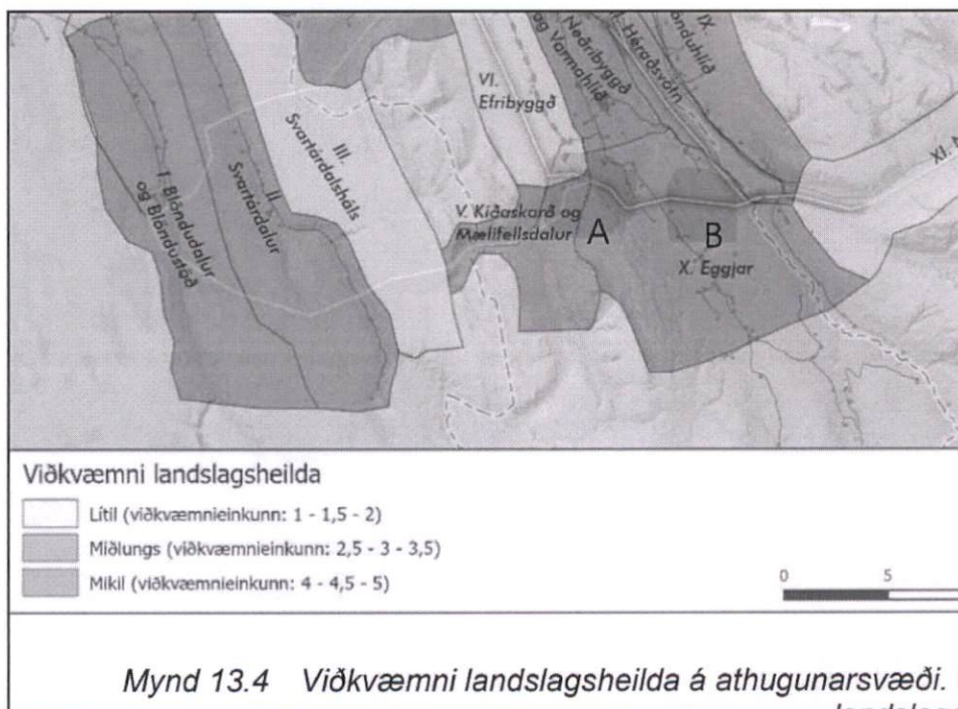 IX.
Blönduhlíð
Héraðsvötn
Neðribyggð
og Varmahlíð
VI.
Efribyggð
III.
Svartárdalsháls
II.
Svartárdalur
I. Blöndudalur
og Blöndustöð
V. Kiðaskarð og
Mælifellsdalur
A
B
X. Eggjar
XI.
Viðkvæmni landslagsheilda
Lítil (viðkvæmnieinkunn: 1 - 1,5 - 2)
Miðlungs (viðkvæmnieinkunn: 2,5 - 3 - 3,5)
Mikil (viðkvæmnieinkunn: 4 - 4,5 - 5)
0 5
Mynd 13.4 Viðkvæmni landslagsheilda á athugunarsvæði.